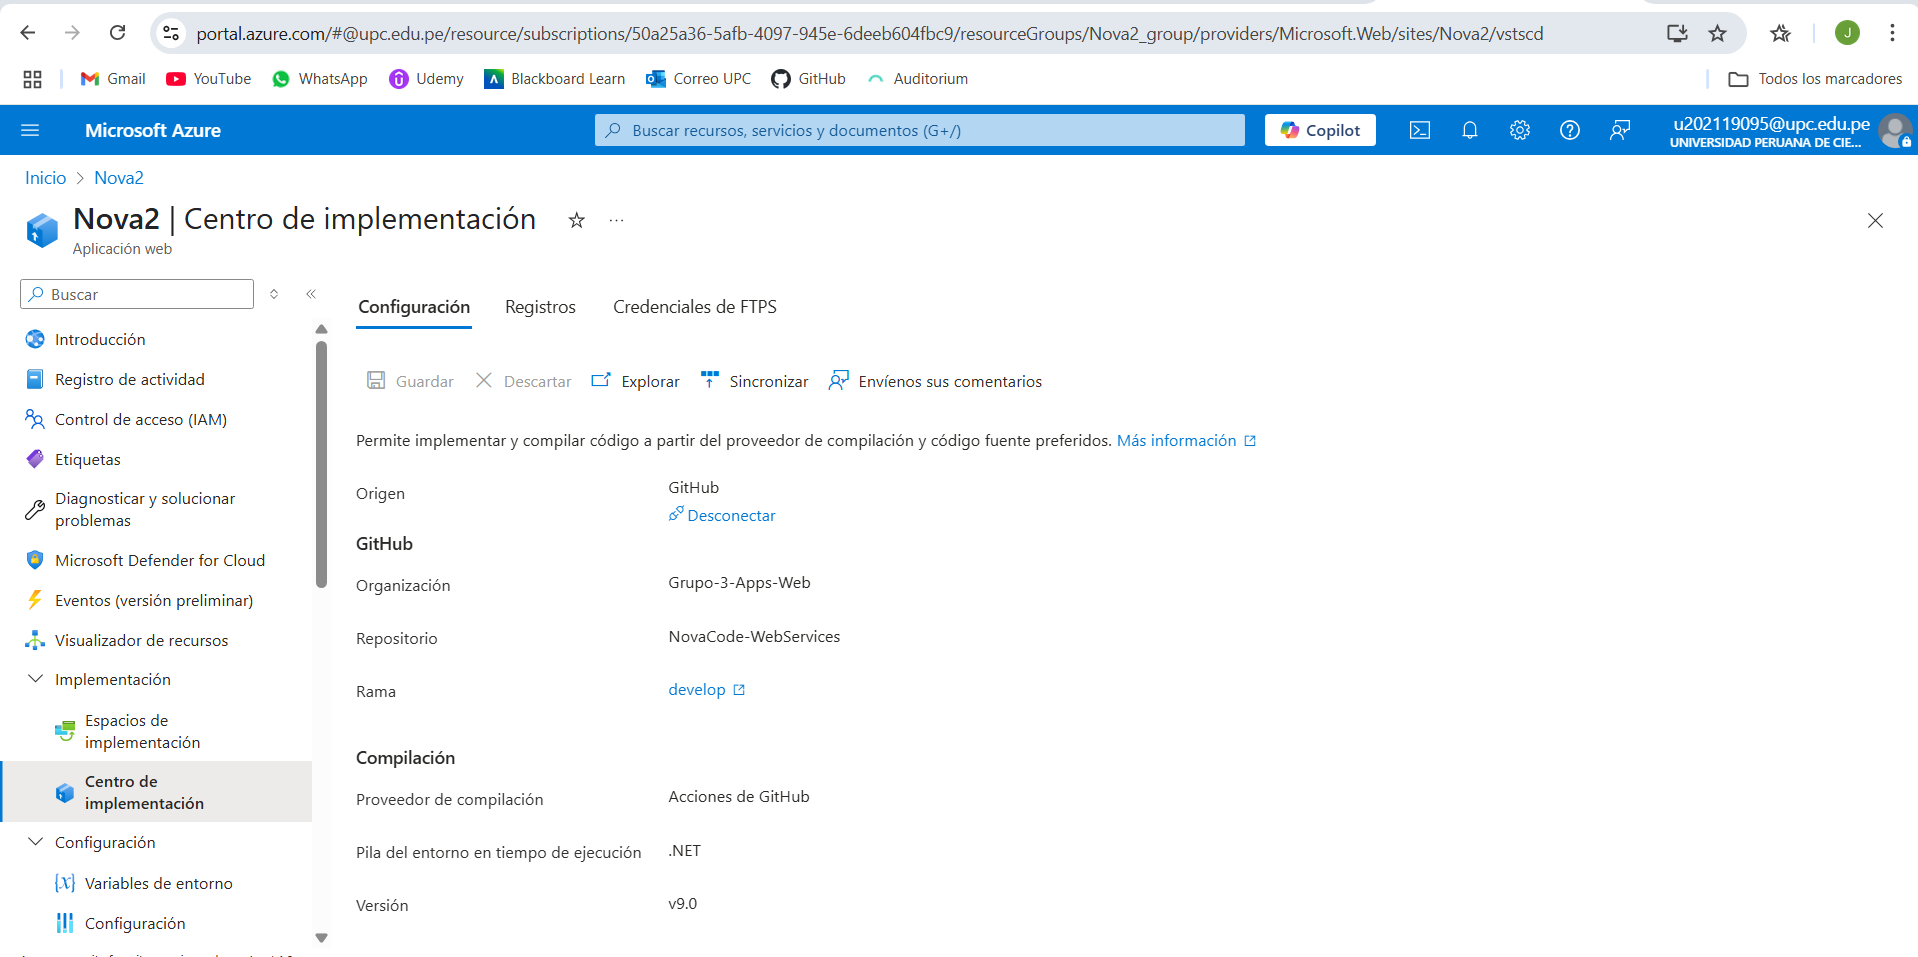 portal.azure.com/#@upc.edu.pe/resource/subscriptions/50a25a36-5afb-4097-945e-6deeb604fbc9/resourceGroups/Nova2_group/providers/Microsoft.Web/sites/Nova2/vstscd
J
Gmail YouTube WhatsApp Udemy Blackboard Learn Correo UPC GitHub Auditorium Todos los marcadores
Microsoft Azure
Buscar recursos, servicios y documentos (G+/)
Copilot
u202119095@upc.edu.pe
UNIVERSIDAD PERUANA DE CIE...
Inicio > Nova2
Nova2 | Centro de implementación
Aplicación web
Buscar
Introducción
Registro de actividad
Control de acceso (IAM)
Etiquetas
Diagnosticar y solucionar
problemas
Microsoft Defender for Cloud
Eventos (versión preliminar)
Visualizador de recursos
Implementación
Espacios de
implementación
Centro de
implementación
Configuración
Variables de entorno
Configuración
Configuración Registros Credenciales de FTPS
Guardar Descartar Explorar Sincronizar Envíenos sus comentarios
Permite implementar y compilar código a partir del proveedor de compilación y código fuente preferidos. Más información
Origen GitHub
Desconectar
GitHub
Organización Grupo-3-Apps-Web
Repositorio NovaCode-WebServices
Rama develop
Compilación
Proveedor de compilación Acciones de GitHub
Pila del entorno en tiempo de ejecución .NET
Versión v9.0